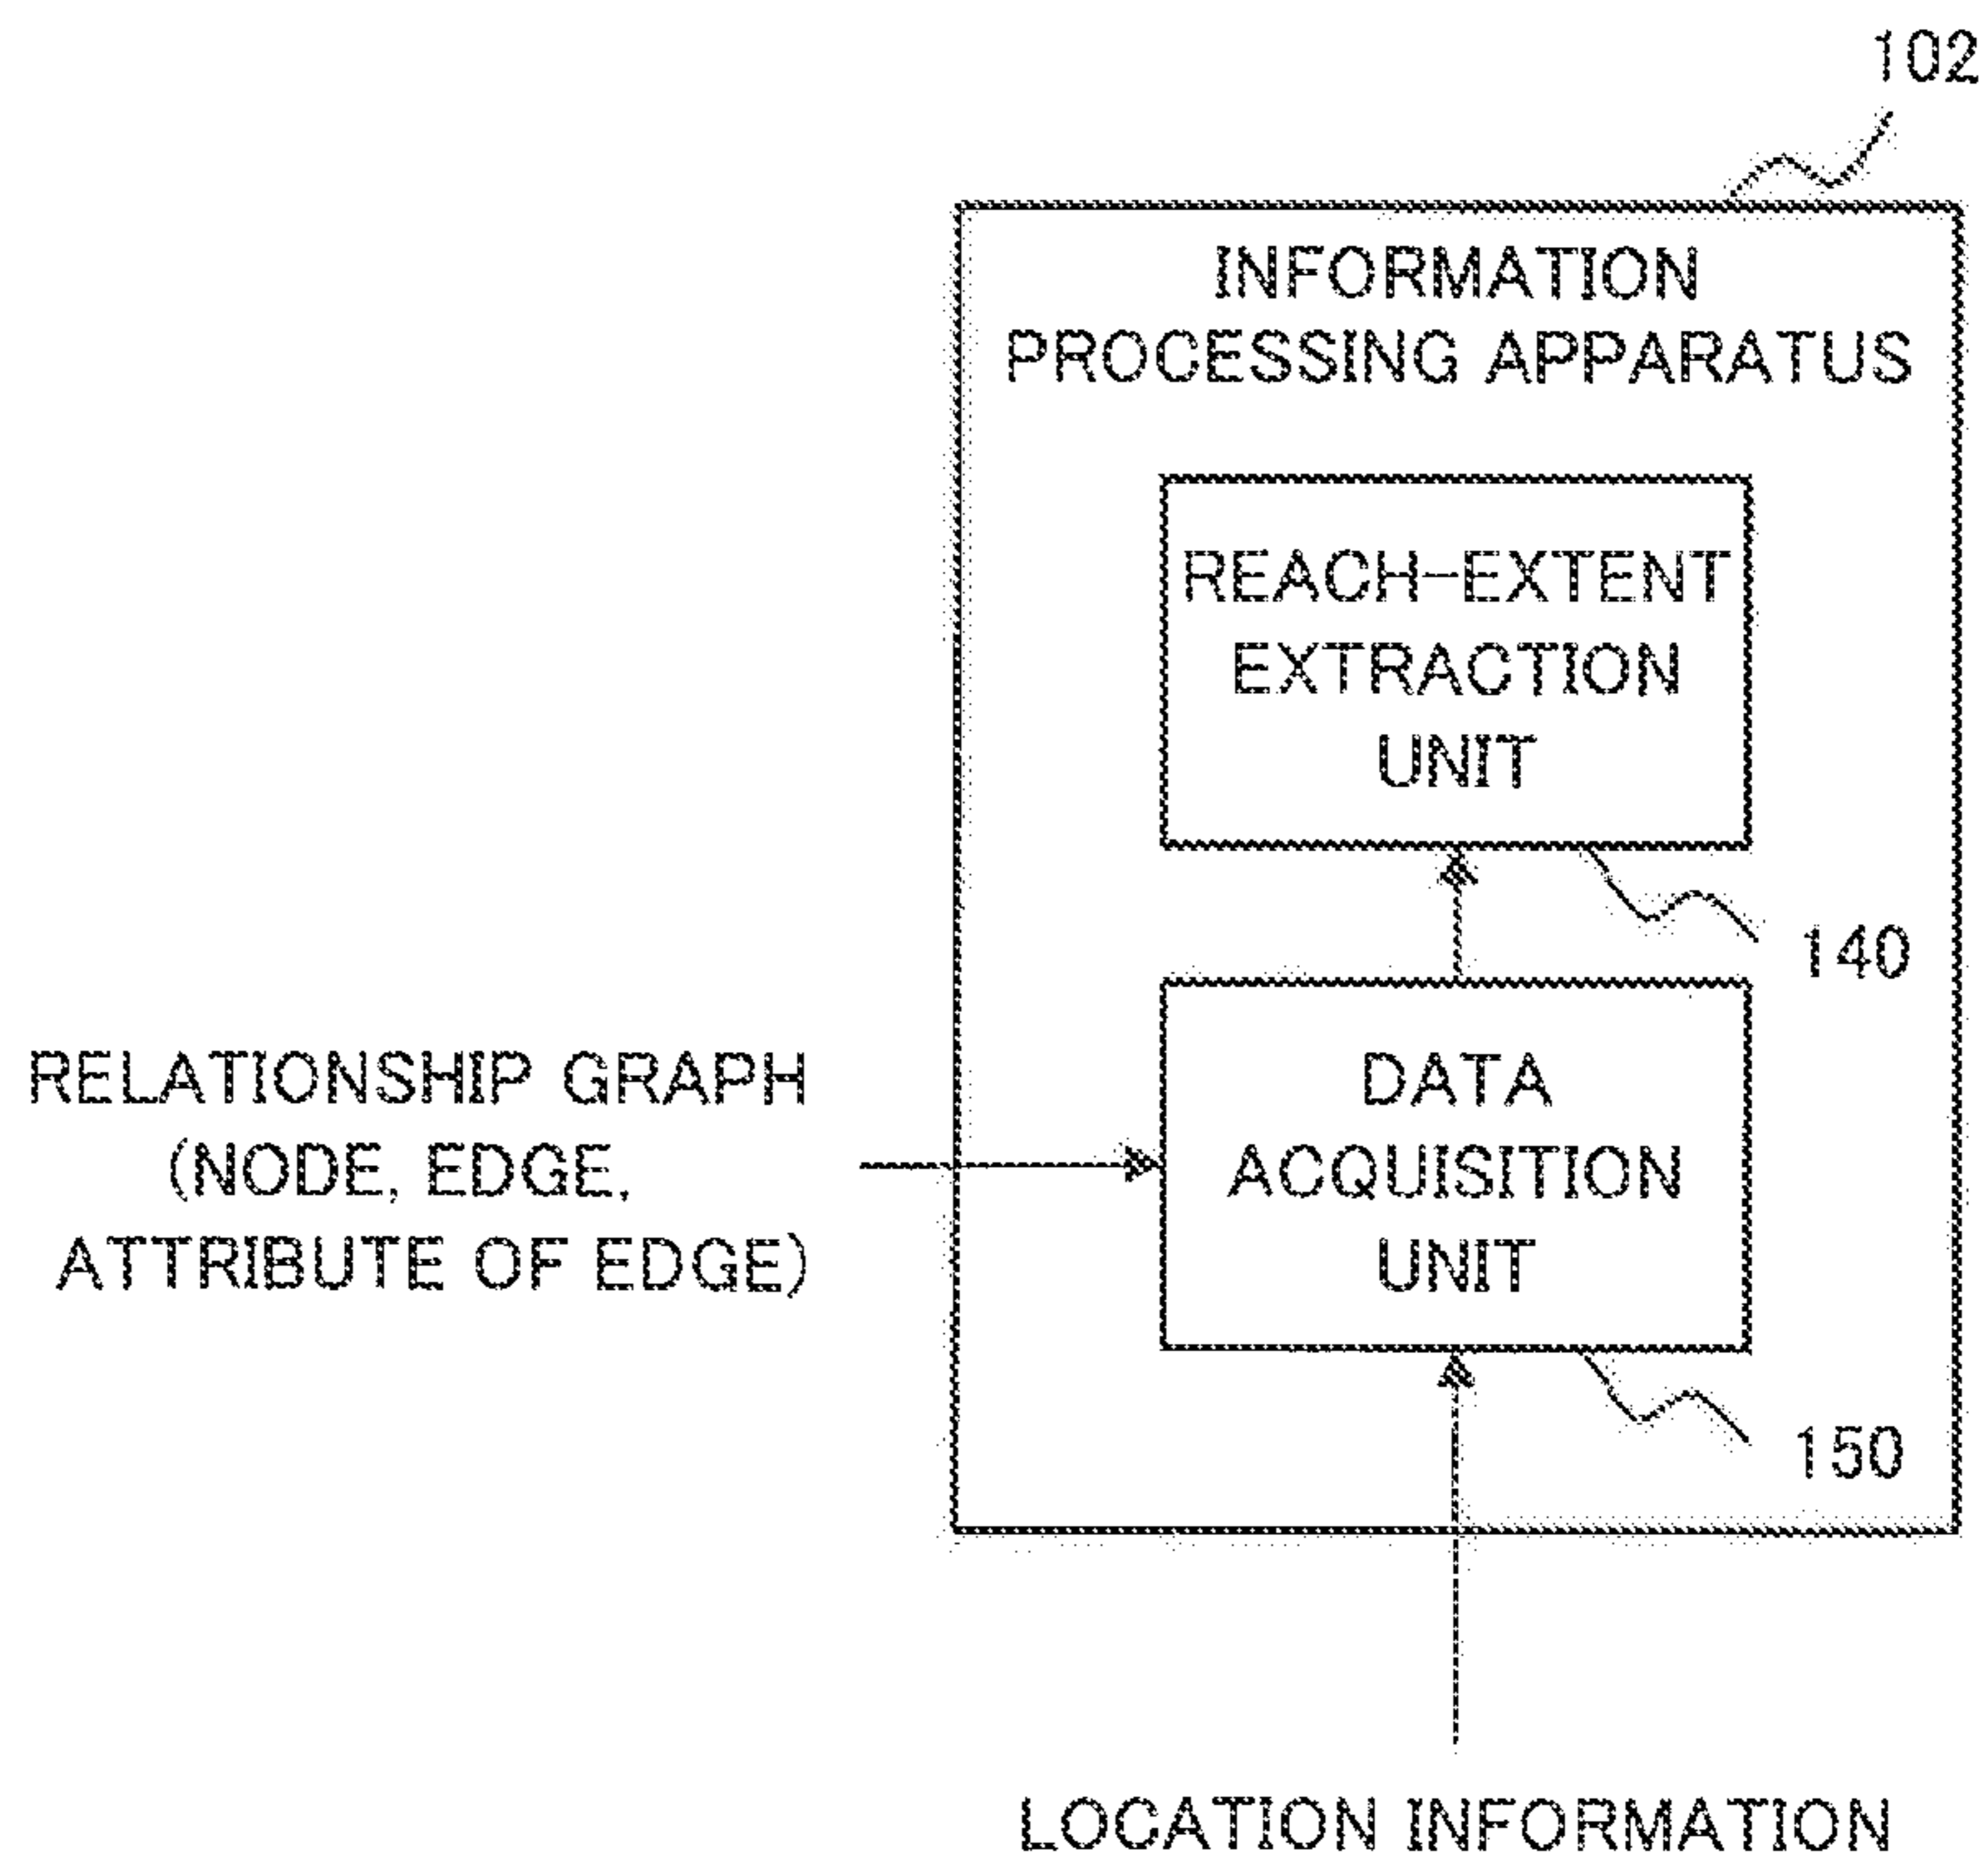 102
INFORMATION
PROCESSING APPARATUS
REACH-EXTENT
EXTRACTION
UNIT
140
RELATIONSHIP GRAPH
(NODE, EDGE,
ATTRIBUTE OF EDGE)
DATA
ACQUISITION
UNIT
150
LOCATION INFORMATION